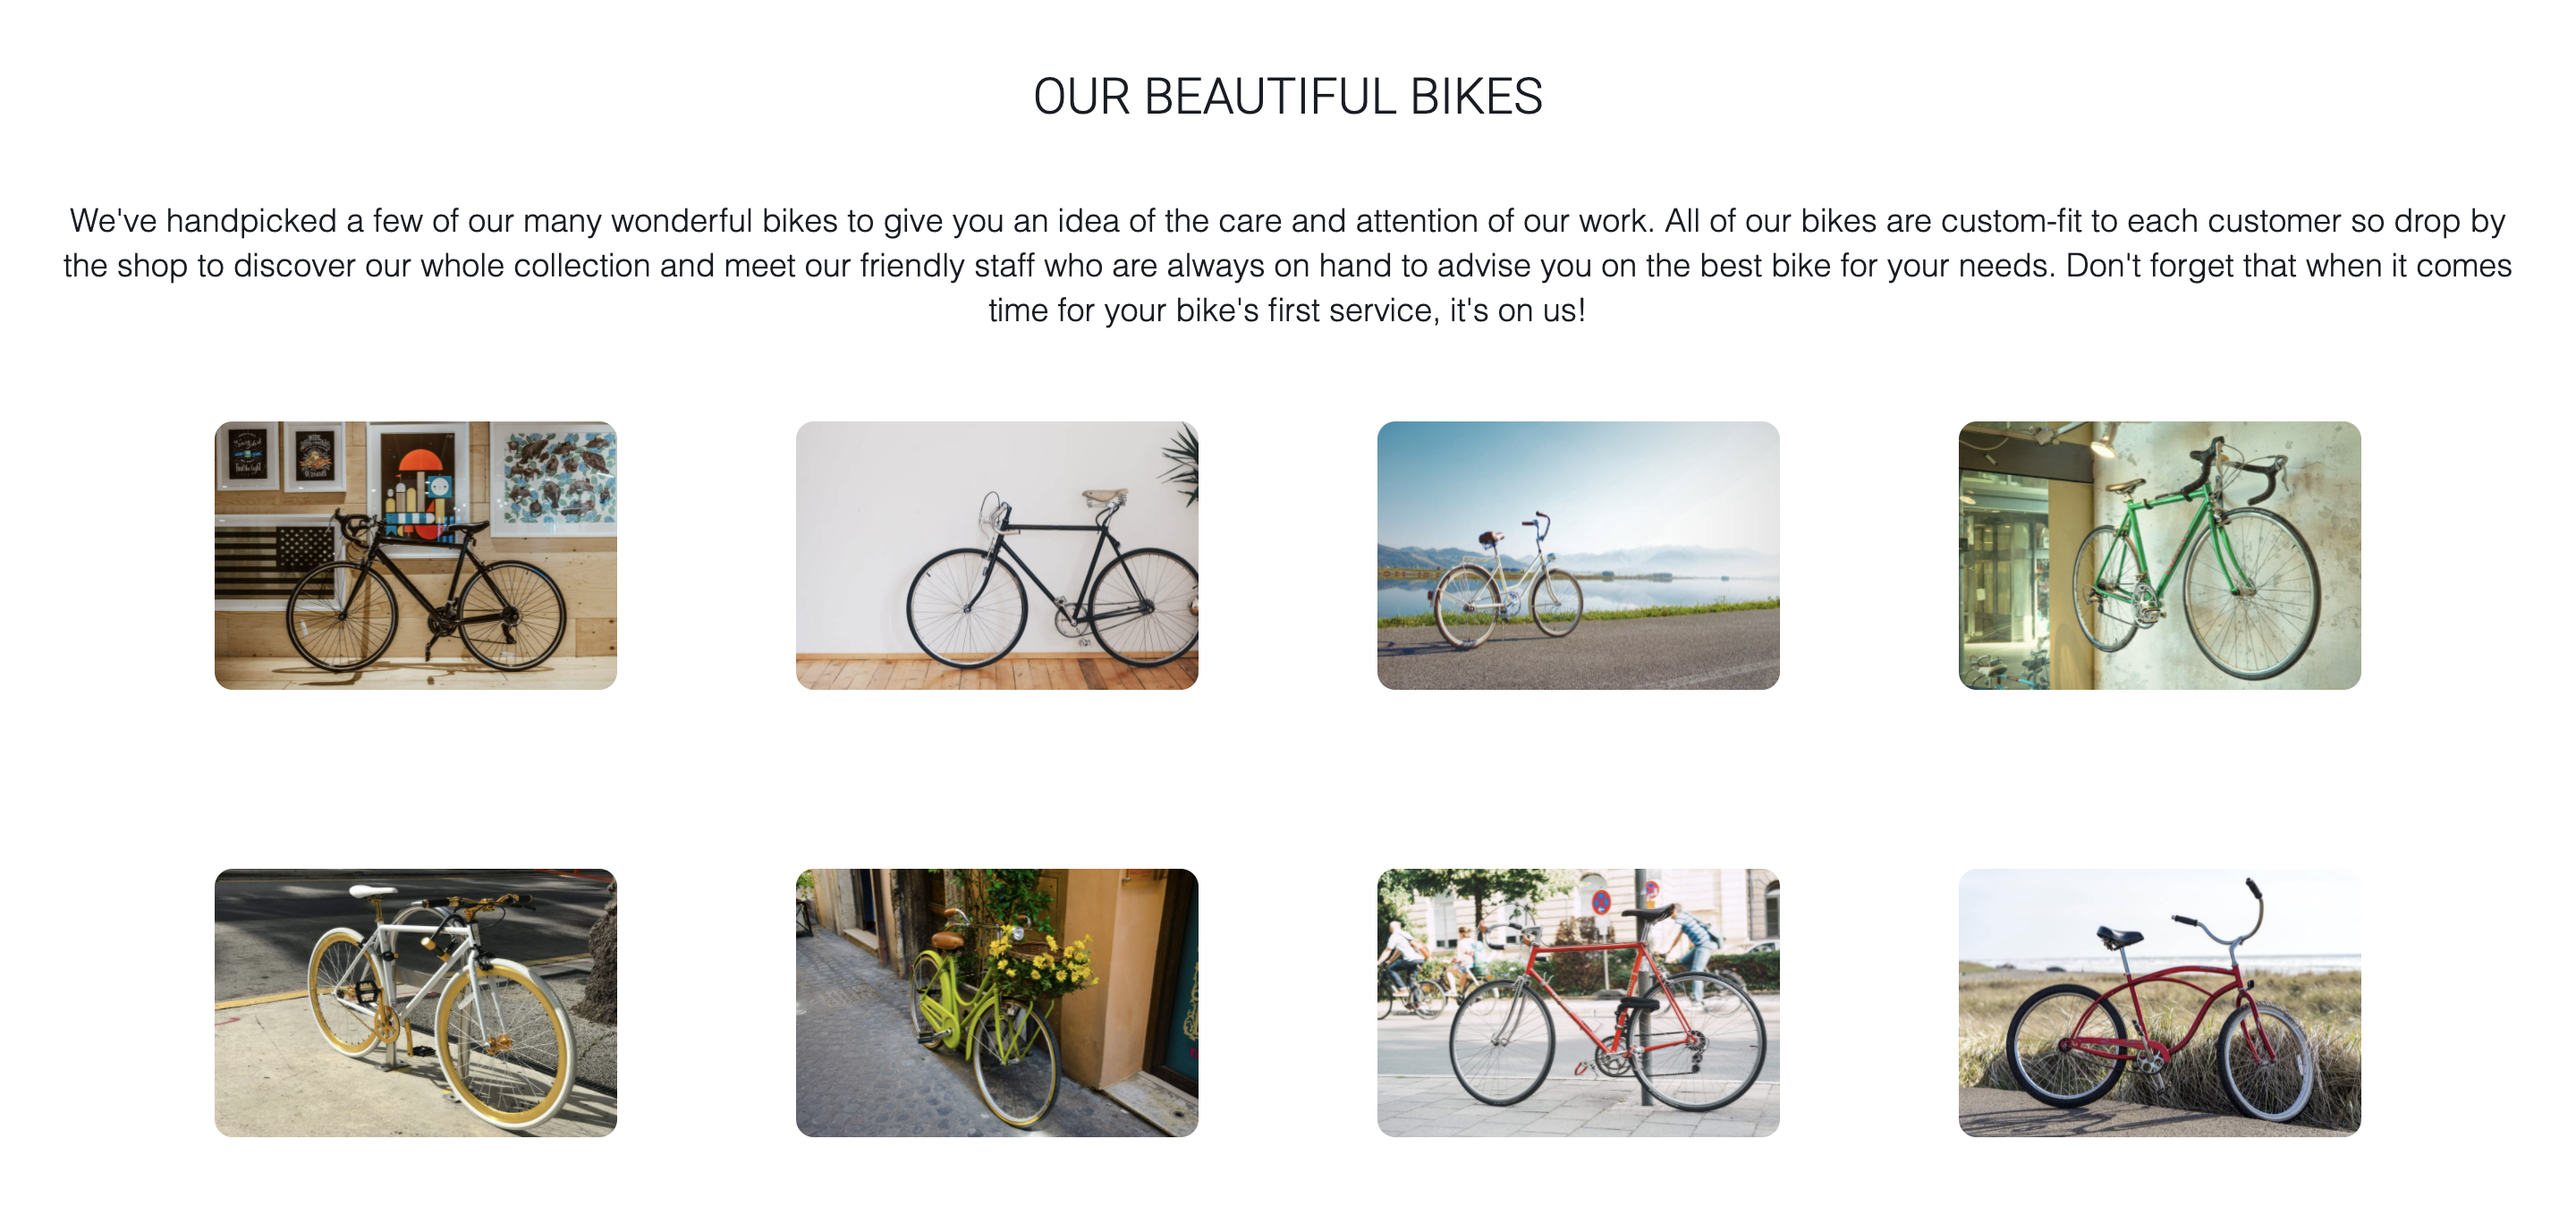 OUR BEAUTIFUL BIKES
We've handpicked a few of our many wonderful bikes to give you an idea of the care and attention of our work. All of our bikes are custom-fit to each customer so drop by
the shop to discover our whole collection and meet our friendly staff who are always on hand to advise you on the best bike for your needs. Don't forget that when it comes
time for your bike's first service, it's on us!